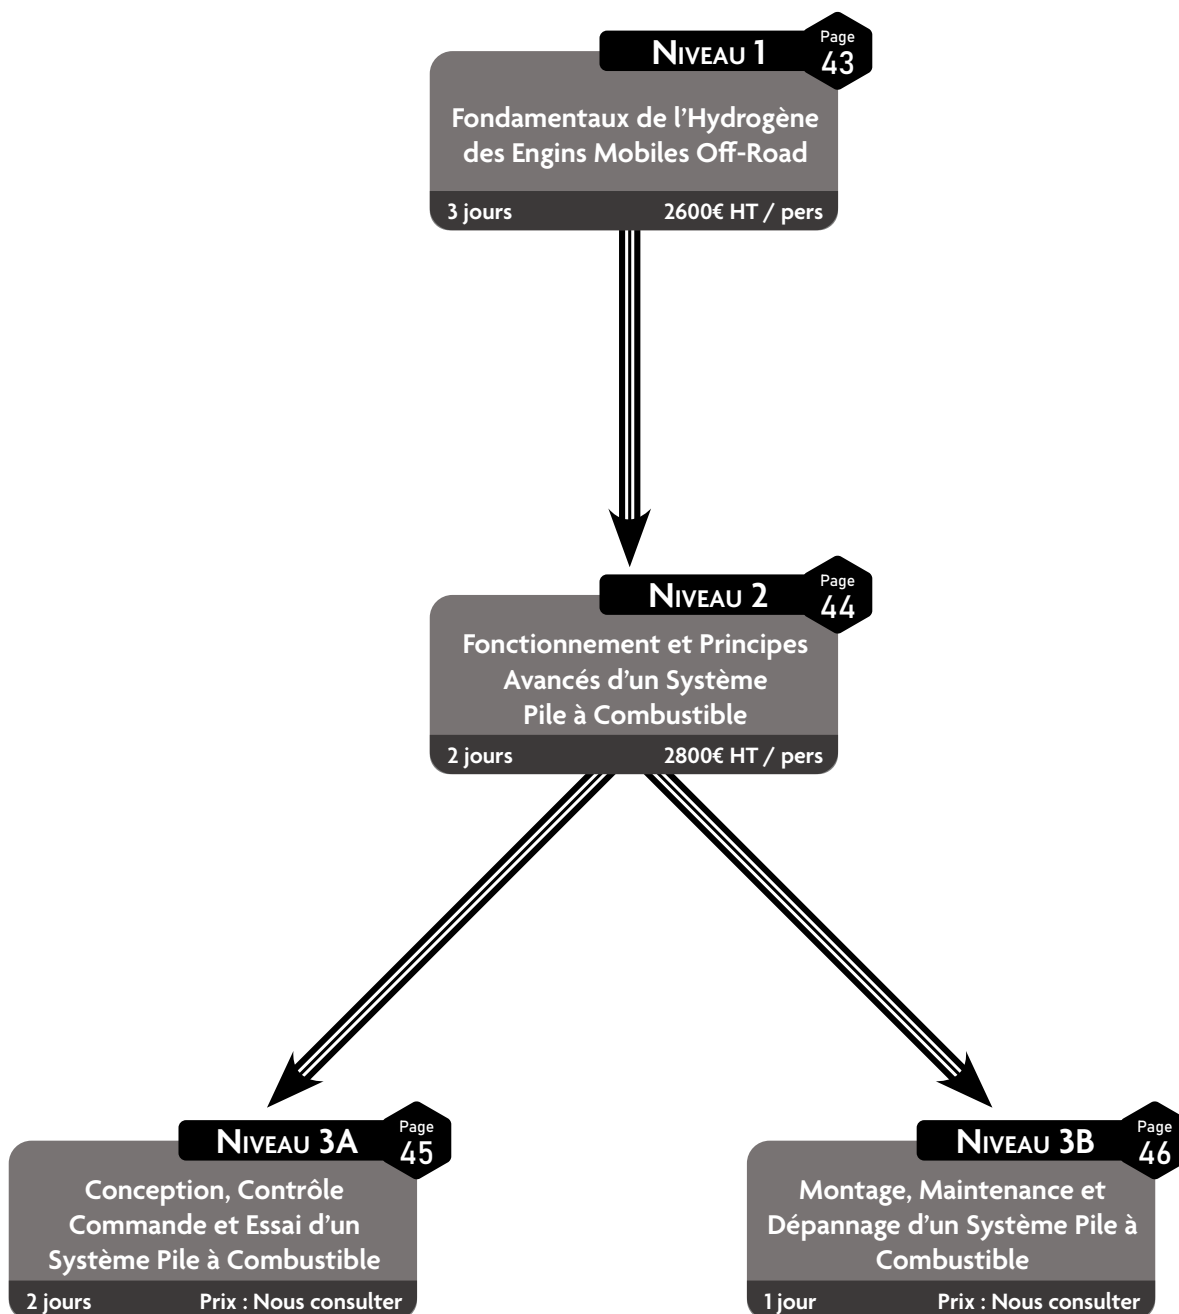 NIVEAU 1
Page
43
Fondamentaux de l'Hydrogène
des Engins Mobiles Off-Road
3 jours 2600€ HT / pers
NIVEAU 2
Page
44
Fonctionnement et Principes
Avancés d'un Système
Pile à Combustible
2 jours 2800€ HT / pers
NIVEAU 3A
Page
45
Conception, Contrôle
Commande et Essai d'un
Système Pile à Combustible
2 jours Prix : Nous consulter
NIVEAU 3B
Page
46
Montage, Maintenance et
Dépannage d'un Système Pile à
Combustible
1 jour Prix : Nous consulter